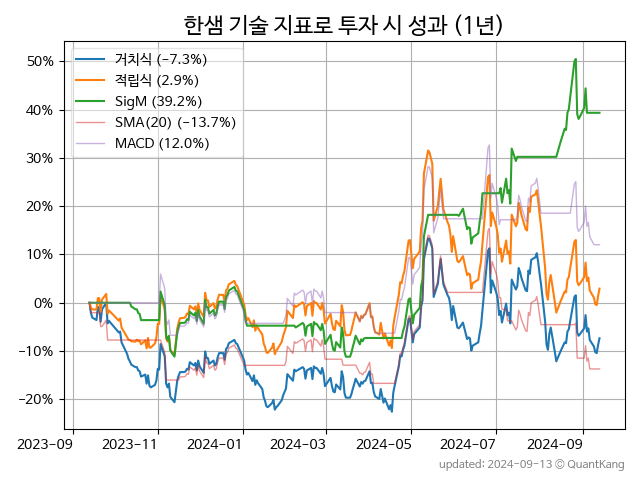 한샘 기술 지표로 투자 시 성과 (1년)
거치식 (-7.3%)
적립식 (2.9%)
SigM (39.2%)
SMA(20) (-13.7%)
MACD (12.0%)
50%
40%
30%
20%
10%
0%
−10%
−20%
2023-09 2023-11 2024-01 2024-03 2024-05 2024-07 2024-09
updated: 2024-09-13 ⓒ QuantKang